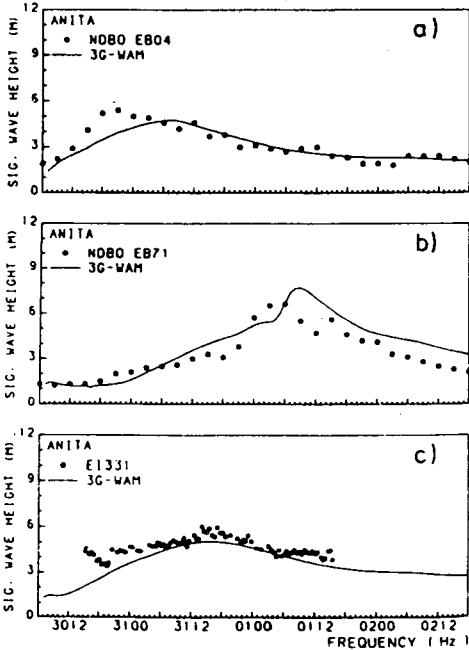 12
9
6
3
0
SIG. WAVE HEIGHT (M)
ANITA
NDBO EB04
3G-WAM
a)
12
9
6
3
0
SIG. WAVE HEIGHT (M)
ANITA
NDBO EB71
3G-WAM
b)
12
9
6
3
0
SIG. WAVE HEIGHT (M)
ANITA
EI331
3G-WAM
c)
3012 3100 3112 0100 0112 0200 0212
FREQUENCY (Hz)